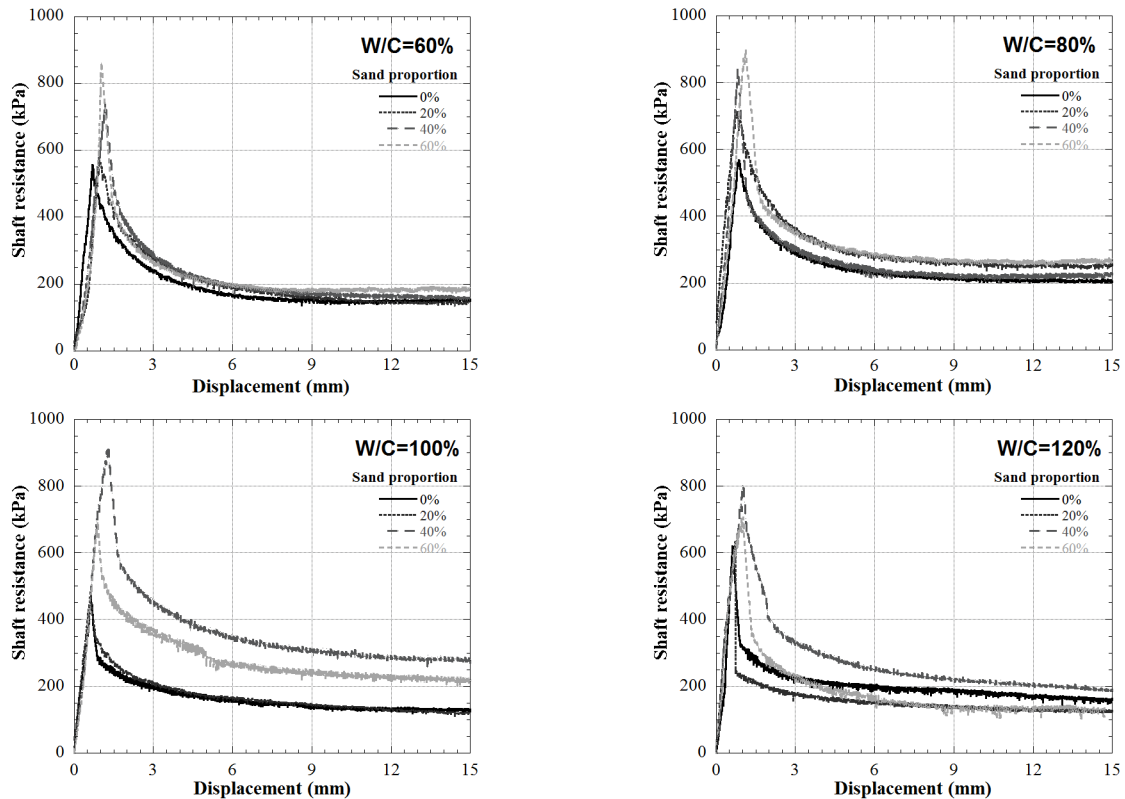 1000
W/C=60%
Sand proportion
800
0%
20%
40%
60%
600
400
200
0
0 3 6 9 12 15
Shaft resistance (kPa)
Displacement (mm)
1000
W/C=80%
Sand proportion
800
0%
20%
40%
60%
600
400
200
0
0 3 6 9 12 15
Shaft resistance (kPa)
Displacement (mm)
1000
W/C=100%
Sand proportion
800
0%
20%
40%
60%
600
400
200
0
0 3 6 9 12 15
Shaft resistance (kPa)
Displacement (mm)
1000
W/C=120%
Sand proportion
800
0%
20%
40%
60%
600
400
200
0
0 3 6 9 12 15
Shaft resistance (kPa)
Displacement (mm)